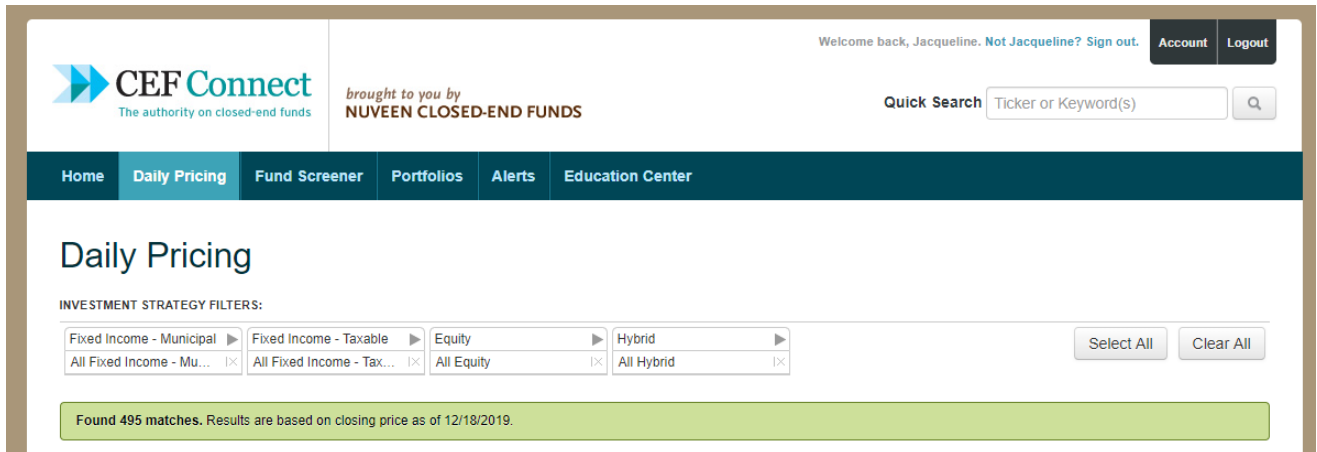 Welcome back, Jacqueline. Not Jacqueline? Sign out. Account Logout
CEF Connect
The authority on closed-end funds
brought to you by
NUVEEN CLOSED-END FUNDS
Quick Search Ticker or Keyword(s)
Home Daily Pricing Fund Screener Portfolios Alerts Education Center
Daily Pricing
INVESTMENT STRATEGY FILTERS:
Fixed Income - Municipal Fixed Income - Taxable Equity Hybrid
All Fixed Income - Mu... All Fixed Income - Tax... All Equity All Hybrid
Select All Clear All
Found 495 matches. Results are based on closing price as of 12/18/2019.